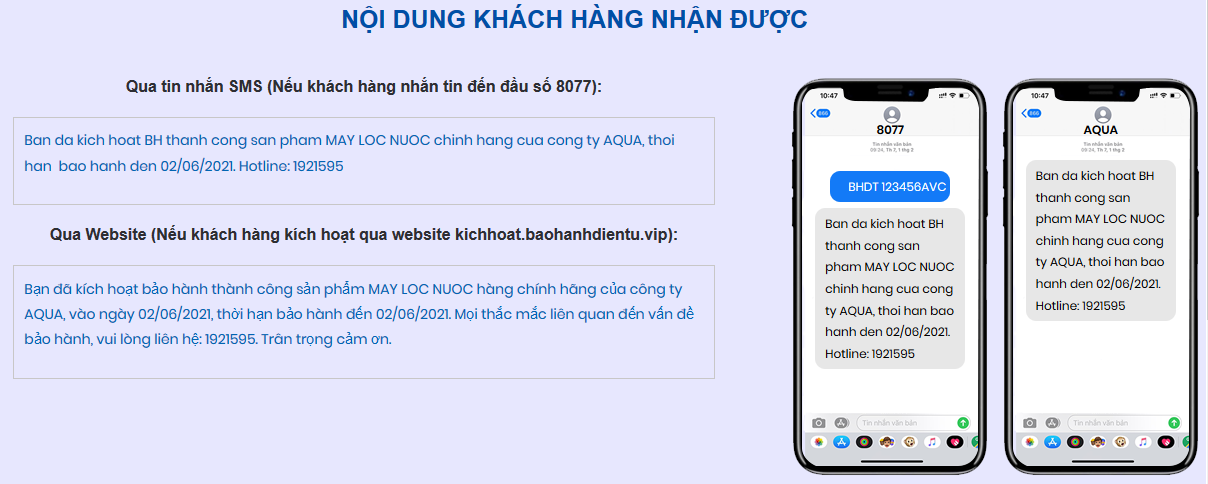 NỘI DUNG KHÁCH HÀNG NHẬN ĐƯỢC
Qua tin nhắn SMS (Nếu khách hàng nhắn tin đến đầu số 8077):
Ban da kich hoat BH thanh cong san pham MAY LOC NUOC chinh hang cua cong ty AQUA, thoi
han bao hanh den 02/06/2021. Hotline: 1921595
Qua Website (Nếu khách hàng kích hoạt qua website kichhoat.baohanhdientu.vip):
Bạn đã kích hoạt bảo hành thành công sản phẩm MAY LOC NUOC hàng chính hãng của công ty
AQUA, vào ngày 02/06/2021, thời hạn bảo hành đến 02/06/2021. Mọi thắc mắc liên quan đến vấn đề
bảo hành, vui lòng liên hệ: 1921595. Trân trọng cảm ơn.
10:47
866
8077
Tin nhắn văn bản
09:24, Th 7, 1 thg 2
BHDT 123456AVC
Ban da kich hoat BH
thanh cong san
pham MAY LOC NUOC
chinh hang cua cong
ty AQUA, thoi han bao
hanh den 02/06/2021.
Hotline: 1921595
Tin nhắn văn bản
10:47
866
AQUA
Tin nhắn văn bản
09:24, Th 7, 1 thg 2
Ban da kich hoat BH
thanh cong san
pham MAY LOC NUOC
chinh hang cua cong
ty AQUA, thoi han bao
hanh den 02/06/2021.
Hotline: 1921595
Tin nhắn văn bản